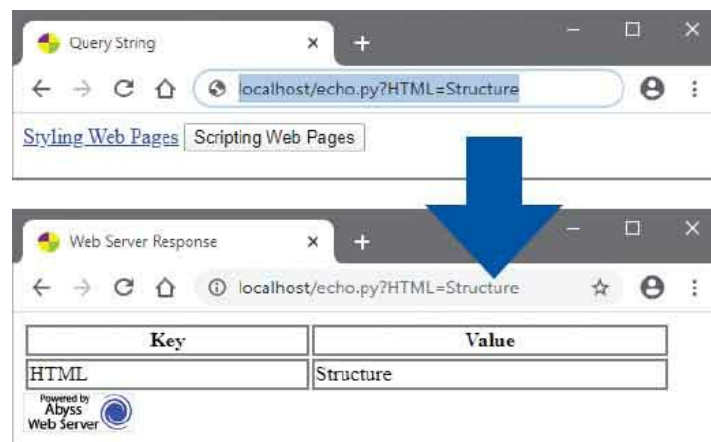 Query String
localhost/echo.py?HTML=Structure
Styling Web Pages Scripting Web Pages
Web Server Response
localhost/echo.py?HTML=Structure
Key Value
HTML Structure
Powered by
Abyss
Web Server